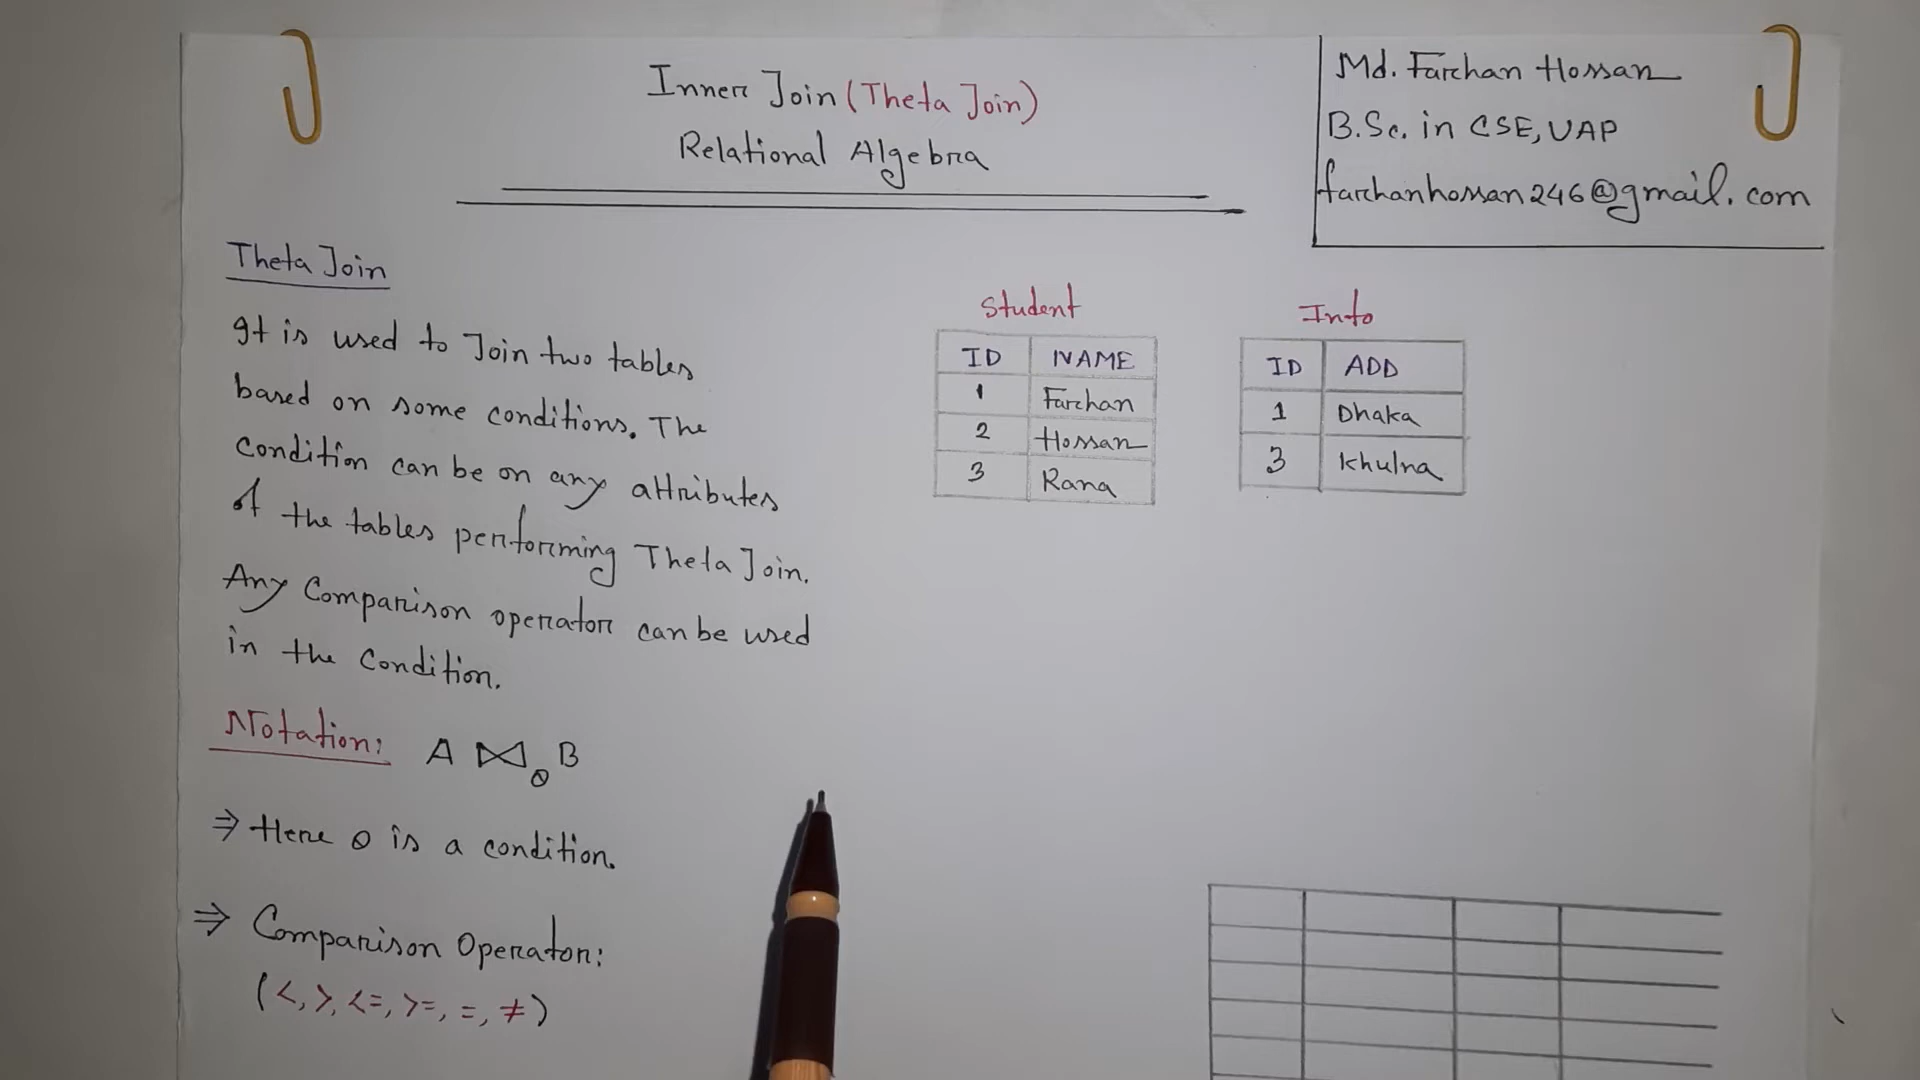 Inner Join (Theta Join)
Relational Algebra
Md. Farhan Hossan
B.Sc. in CSE, UAP
farhanhossan246@gmail.com
Theta Join
It is used to Join two tables
based on some conditions. The
condition can be on any attributes
of the tables performing Theta Join.
Any Comparison operator can be used
in the Condition.
Notation: A ⋈θ B
⇒ Here θ is a condition.
⇒ Comparison Operator:
(<, >, <=, >=, =, ≠)
Student
ID NAME
1 Farhan
2 Hossan
3 Rana
Info
ID ADD
1 Dhaka
3 Khulna